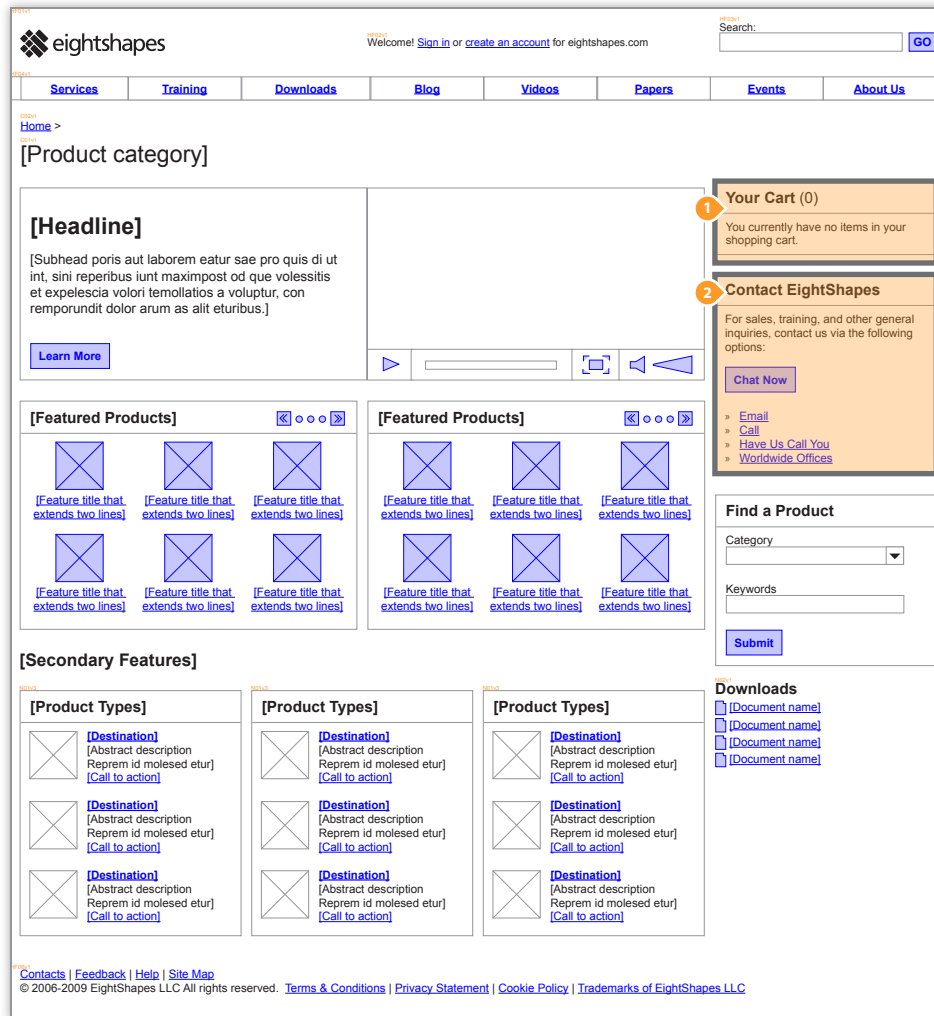 HF01v1
eightshapes
HF02v1
Welcome! Sign in or create an account for eightshapes.com
HF03v1
Search:
GO
HF04v1
Services
Training
Downloads
Blog
Videos
Papers
Events
About Us
C02v1
Home >
C01v1
[Product category]
[Headline]
[Subhead poris aut laborem eatur sae pro quis di ut
int, sini reperibus iunt maximpost od que volessitis
et expelescia volori temollatios a voluptur, con
remporundit dolor arum as alit eturibus.]
Learn More
1
Your Cart (0)
You currently have no items in your
shopping cart.
2
Contact EightShapes
For sales, training, and other general
inquiries, contact us via the following
options:
Chat Now
» Email
» Call
» Have Us Call You
» Worldwide Offices
[Featured Products]
[Feature title that
extends two lines]
[Feature title that
extends two lines]
[Feature title that
extends two lines]
[Feature title that
extends two lines]
[Feature title that
extends two lines]
[Feature title that
extends two lines]
[Featured Products]
[Feature title that
extends two lines]
[Feature title that
extends two lines]
[Feature title that
extends two lines]
[Feature title that
extends two lines]
[Feature title that
extends two lines]
[Feature title that
extends two lines]
Find a Product
Category
Keywords
Submit
[Secondary Features]
N01v3
[Product Types]
[Destination]
[Abstract description
Reprem id molesed etur]
[Call to action]
[Destination]
[Abstract description
Reprem id molesed etur]
[Call to action]
[Destination]
[Abstract description
Reprem id molesed etur]
[Call to action]
N01v3
[Product Types]
[Destination]
[Abstract description
Reprem id molesed etur]
[Call to action]
[Destination]
[Abstract description
Reprem id molesed etur]
[Call to action]
[Destination]
[Abstract description
Reprem id molesed etur]
[Call to action]
N01v3
[Product Types]
[Destination]
[Abstract description
Reprem id molesed etur]
[Call to action]
[Destination]
[Abstract description
Reprem id molesed etur]
[Call to action]
[Destination]
[Abstract description
Reprem id molesed etur]
[Call to action]
N02v1
Downloads
[Document name]
[Document name]
[Document name]
[Document name]
Contacts | Feedback | Help | Site Map
© 2006-2009 EightShapes LLC All rights reserved. Terms & Conditions | Privacy Statement | Cookie Policy | Trademarks of EightShapes LLC